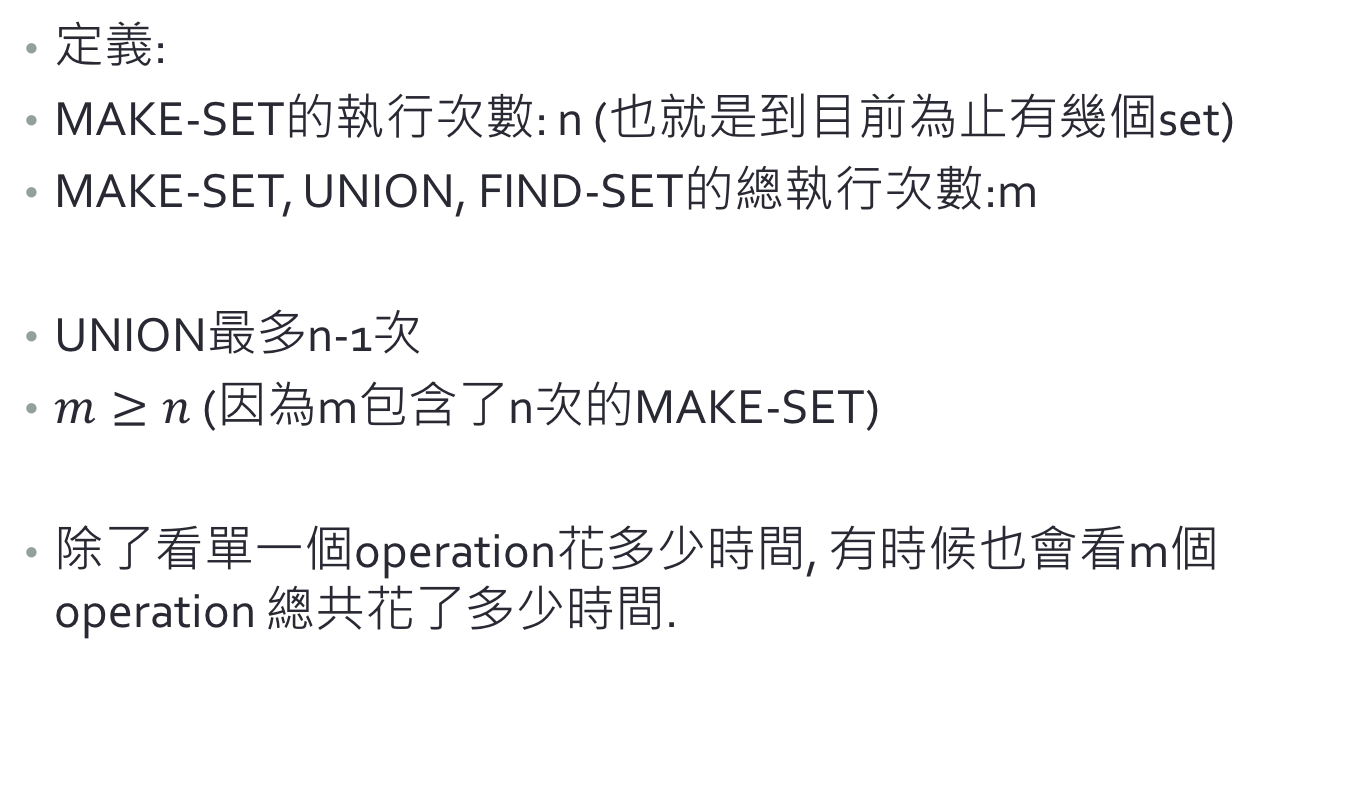 • 定義:
• MAKE-SET的執行次數: n (也就是到目前為止有幾個set)
• MAKE-SET, UNION, FIND-SET的總執行次數:m
• UNION最多n-1次
• m ≥ n (因為m包含了n次的MAKE-SET)
• 除了看單一個operation花多少時間, 有時候也會看m個
operation 總共花了多少時間.